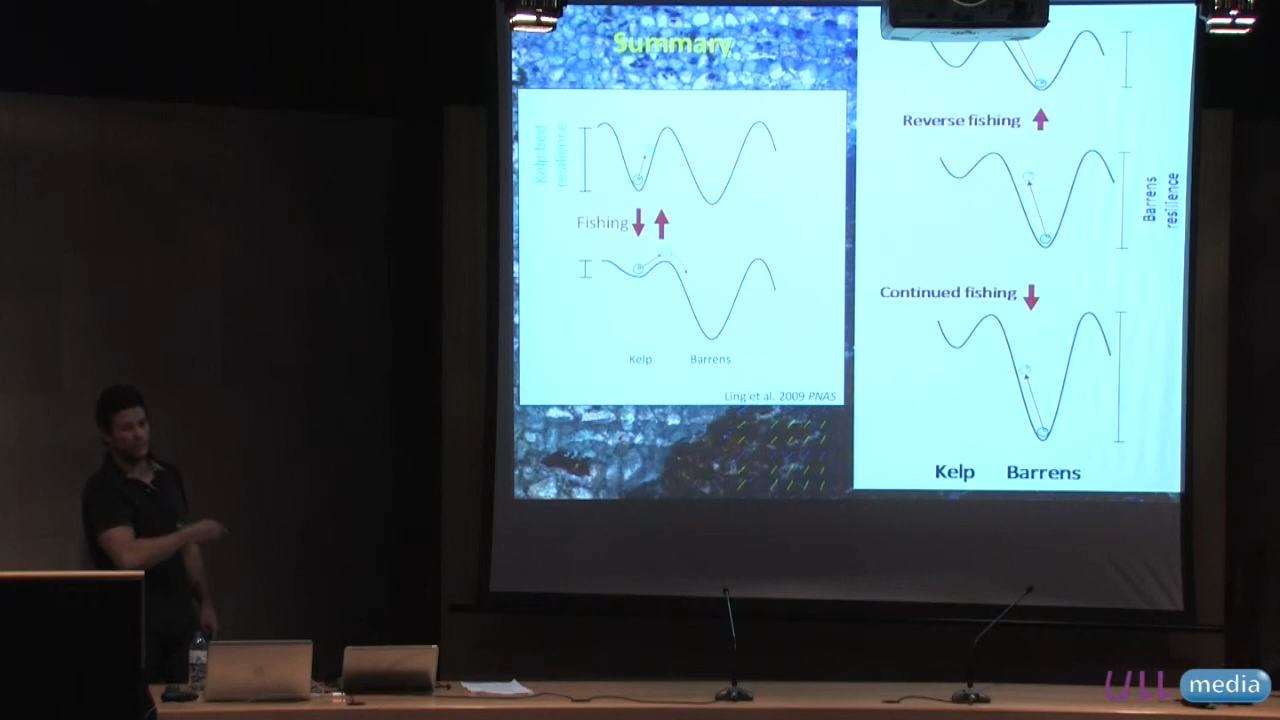 Summary
Kelp bed
resilience
Fishing
Kelp Barrens
Ling et al. 2009 PNAS
Reverse fishing
Barrens
resilience
Continued fishing
Kelp Barrens
ULL media